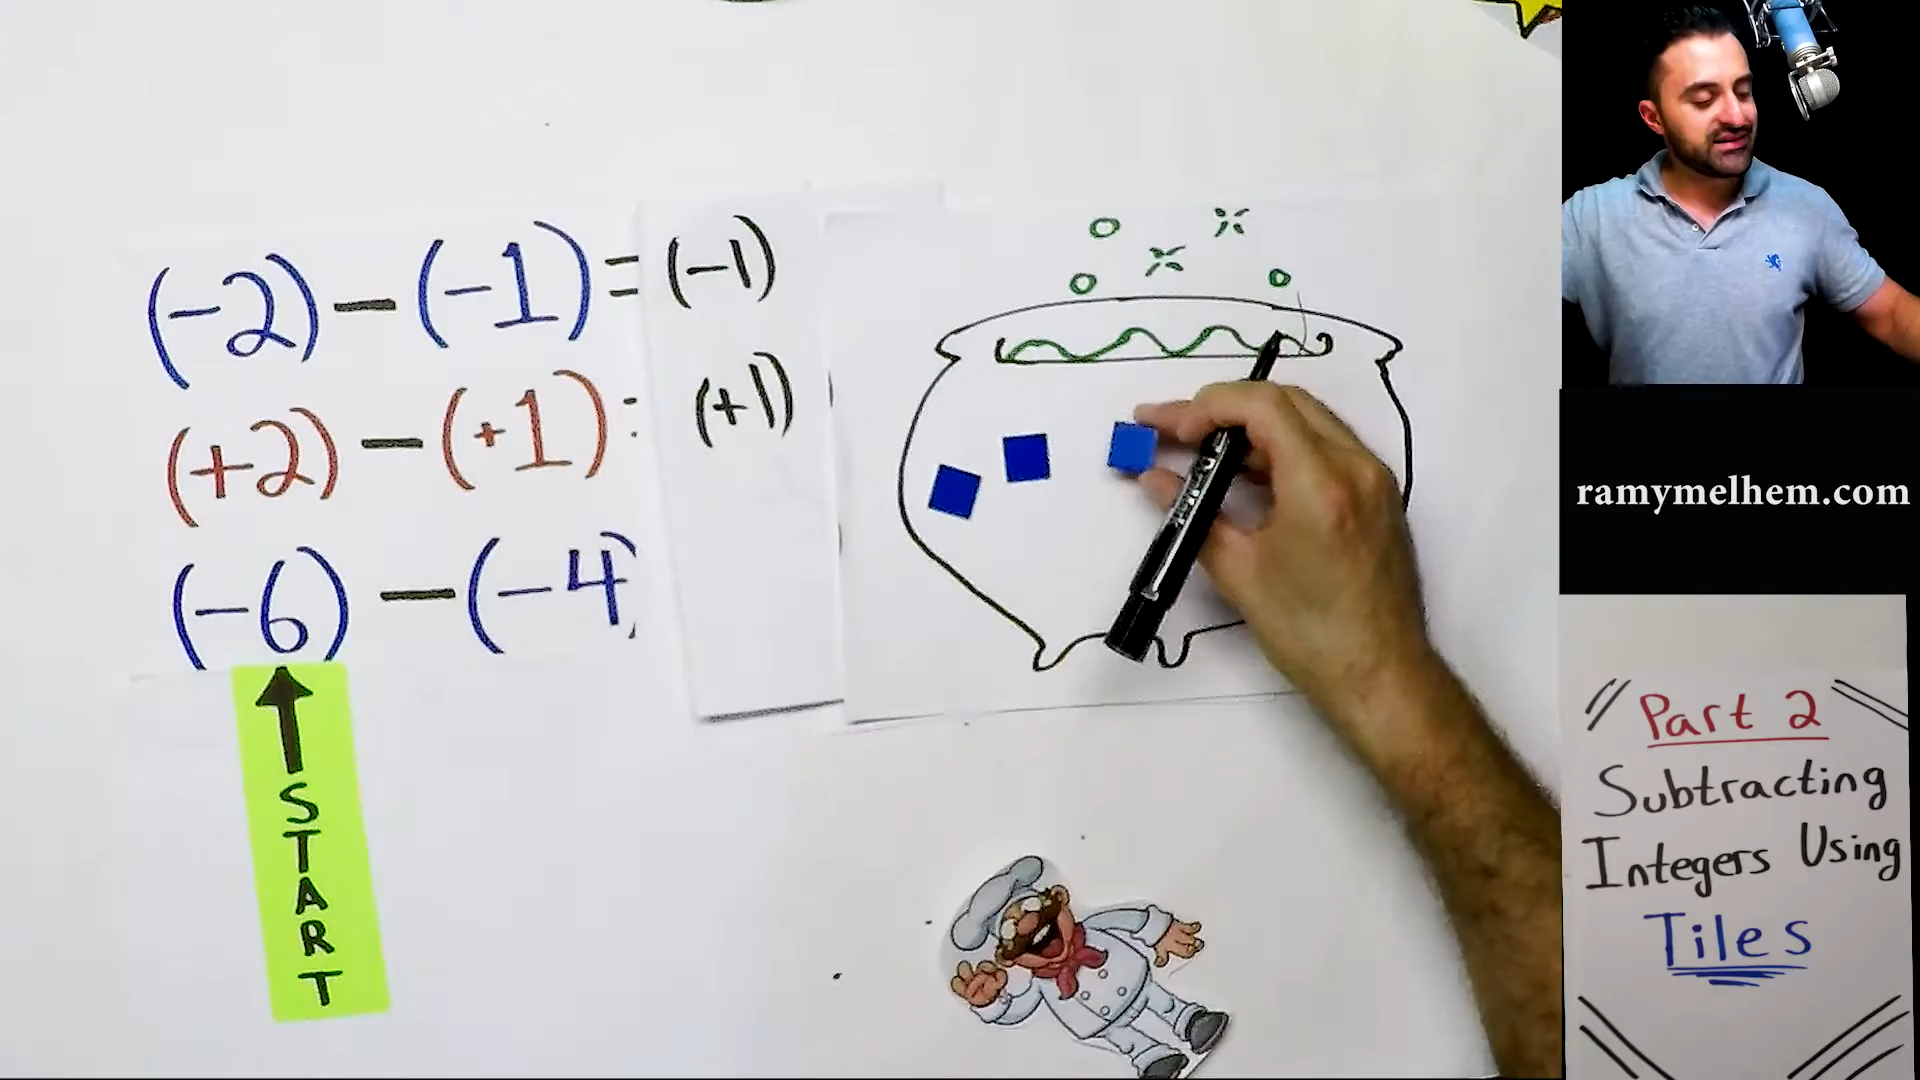 (-2) - (-1) = (-1)
(+2) - (+1) = (+1)
(-6) - (-4)
START
ramymelhem.com
Part 2
Subtracting
Integers Using
Tiles